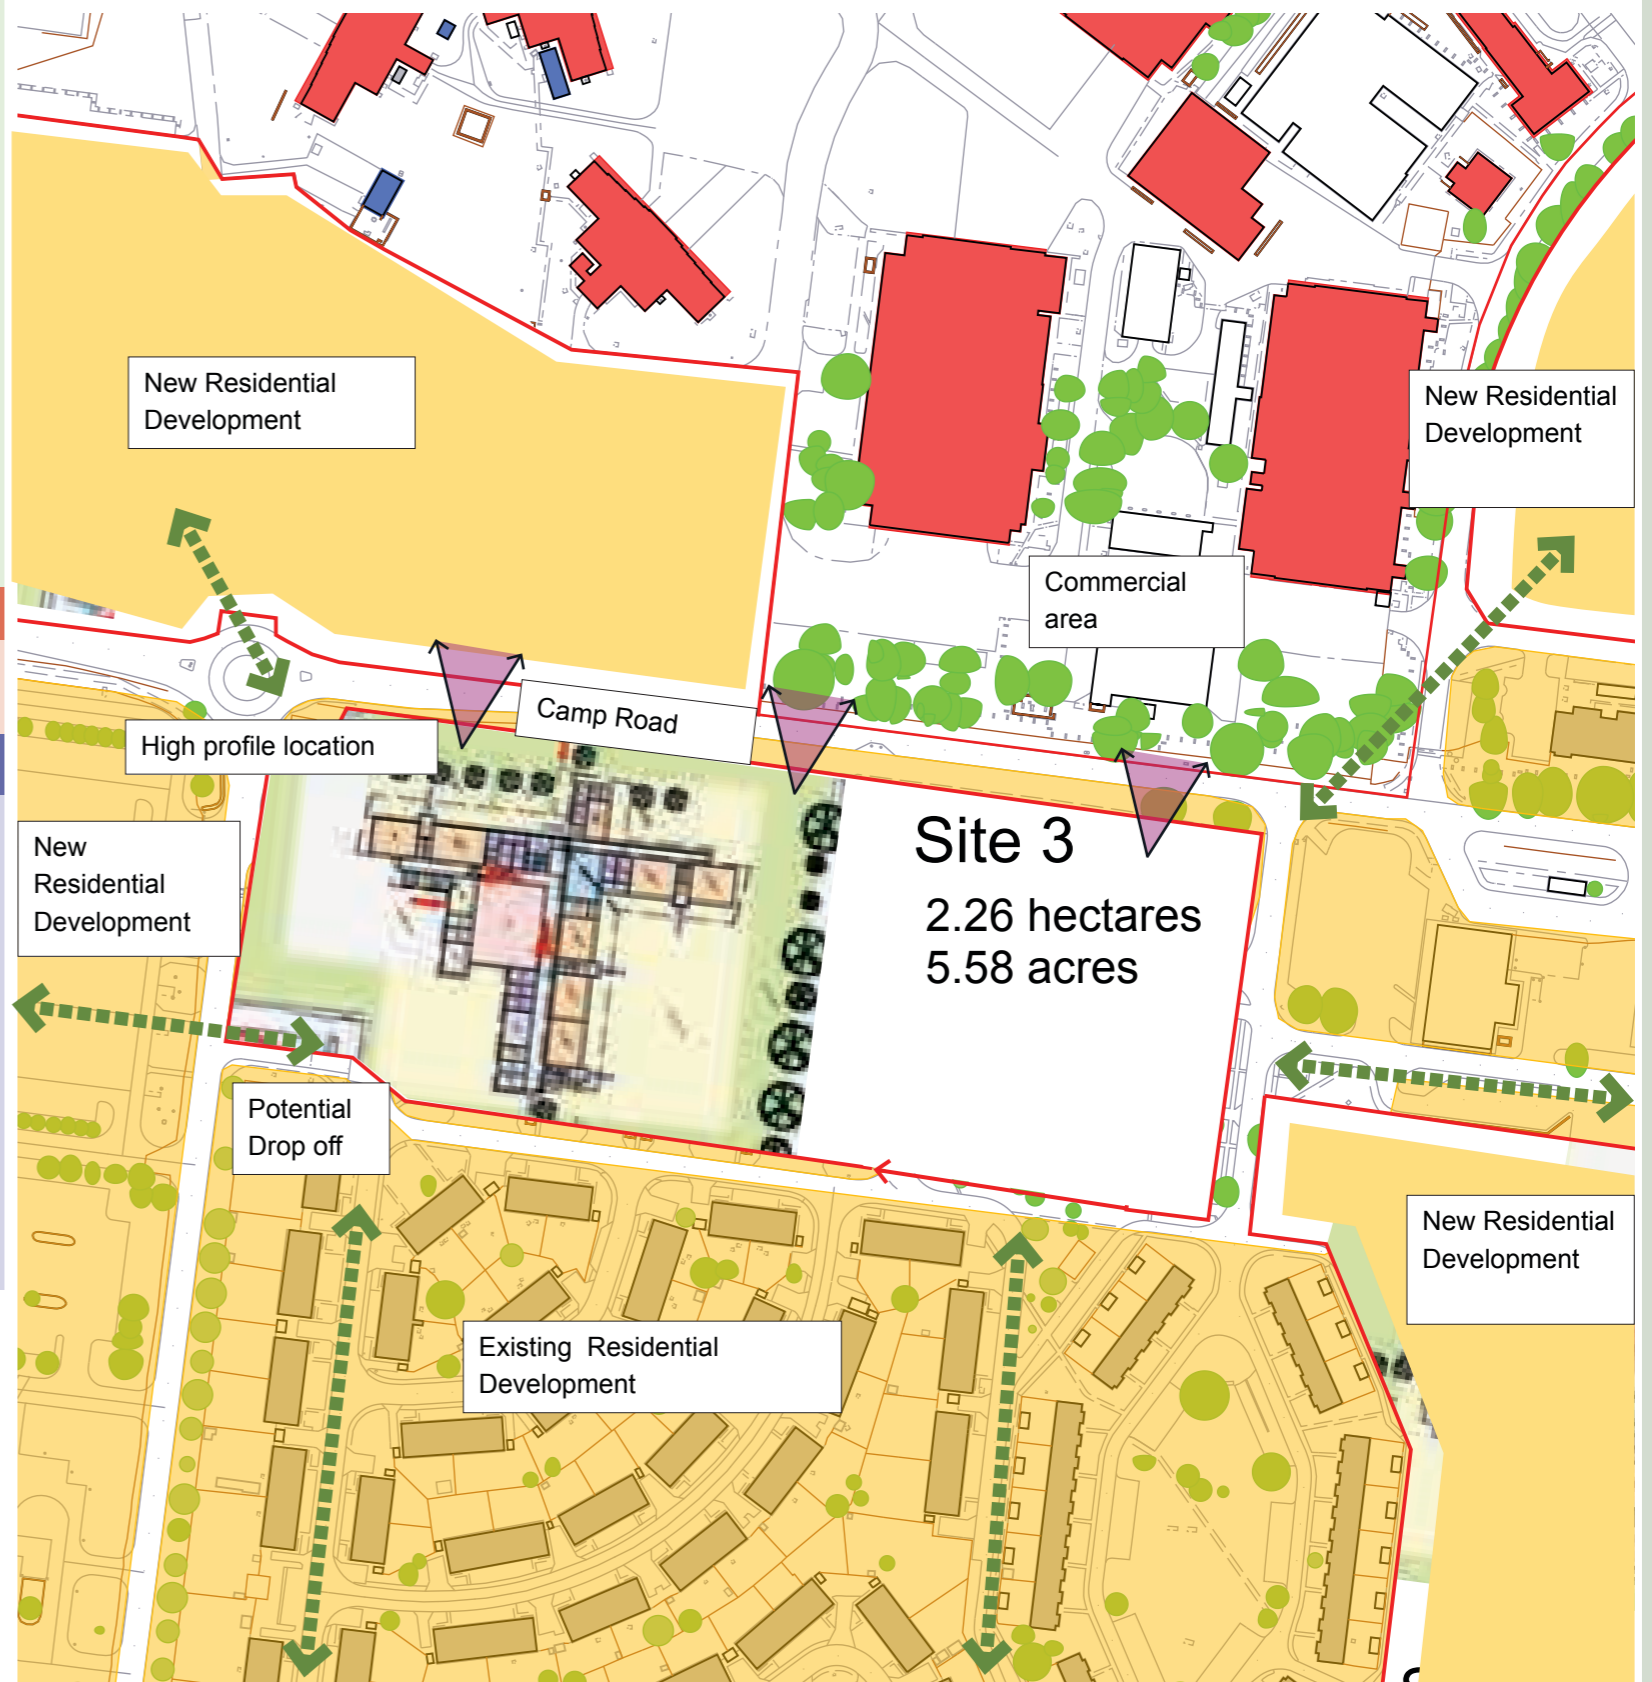 New Residential
Development
New Residential
Development
Commercial
area
Camp Road
High profile location
Site 3
2.26 hectares
5.58 acres
New
Residential
Development
Potential
Drop off
New Residential
Development
Existing Residential
Development